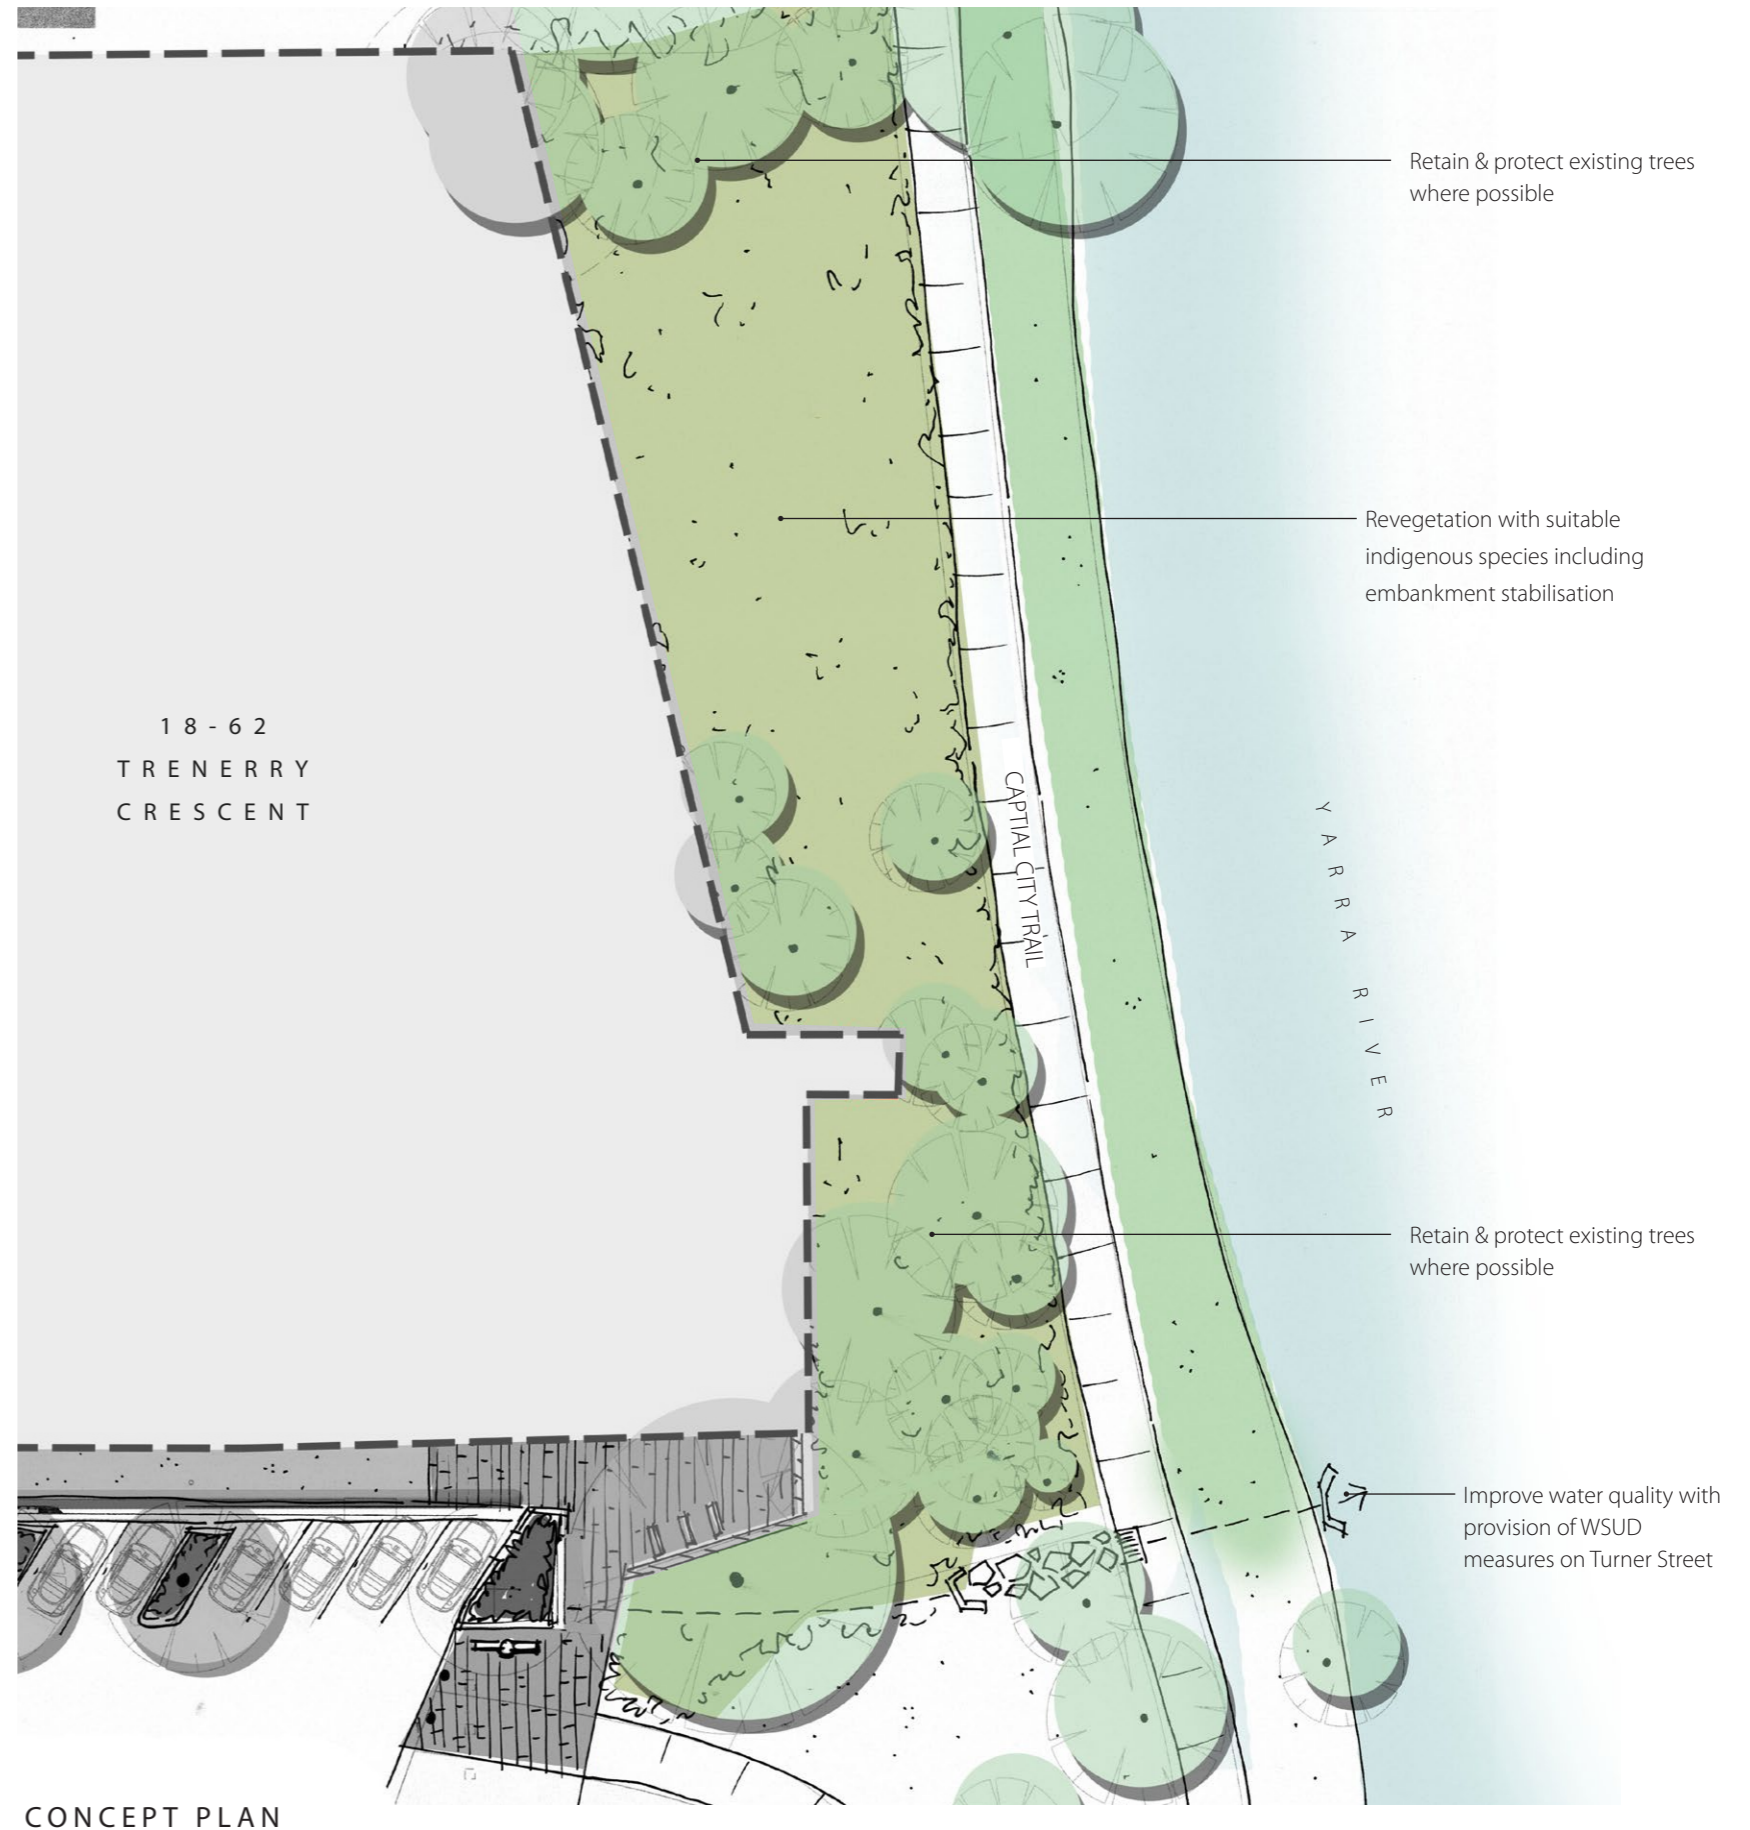 Retain & protect existing trees
where possible
Revegetation with suitable
indigenous species including
embankment stabilisation
18-62
TRENERRY
CRESCENT
CAPTIAL CITY TRAIL
YARRA RIVER
Retain & protect existing trees
where possible
Improve water quality with
provision of WSUD
measures on Turner Street
CONCEPT PLAN